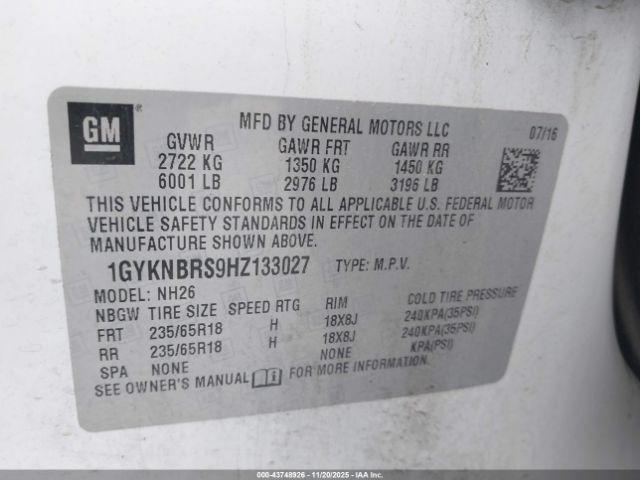 GM ®
MFD BY GENERAL MOTORS LLC 07/16
GVWR GAWR FRT GAWR RR
2722 KG 1350 KG 1450 KG
6001 LB 2976 LB 3196 LB
THIS VEHICLE CONFORMS TO ALL APPLICABLE U.S. FEDERAL MOTOR
VEHICLE SAFETY STANDARDS IN EFFECT ON THE DATE OF
MANUFACTURE SHOWN ABOVE.
1GYKNBRS9HZ133027 TYPE: M.P.V.
MODEL: NH26
NBGW TIRE SIZE SPEED RTG RIM COLD TIRE PRESSURE
FRT 235/65R18 H 18X8J 240KPA(35PSI)
RR 235/65R18 H 18X8J 240KPA(35PSI)
SPA NONE NONE KPA(PSI)
SEE OWNER'S MANUAL FOR MORE INFORMATION.
000-43748926 - 11/20/2025 - IAAI.COM